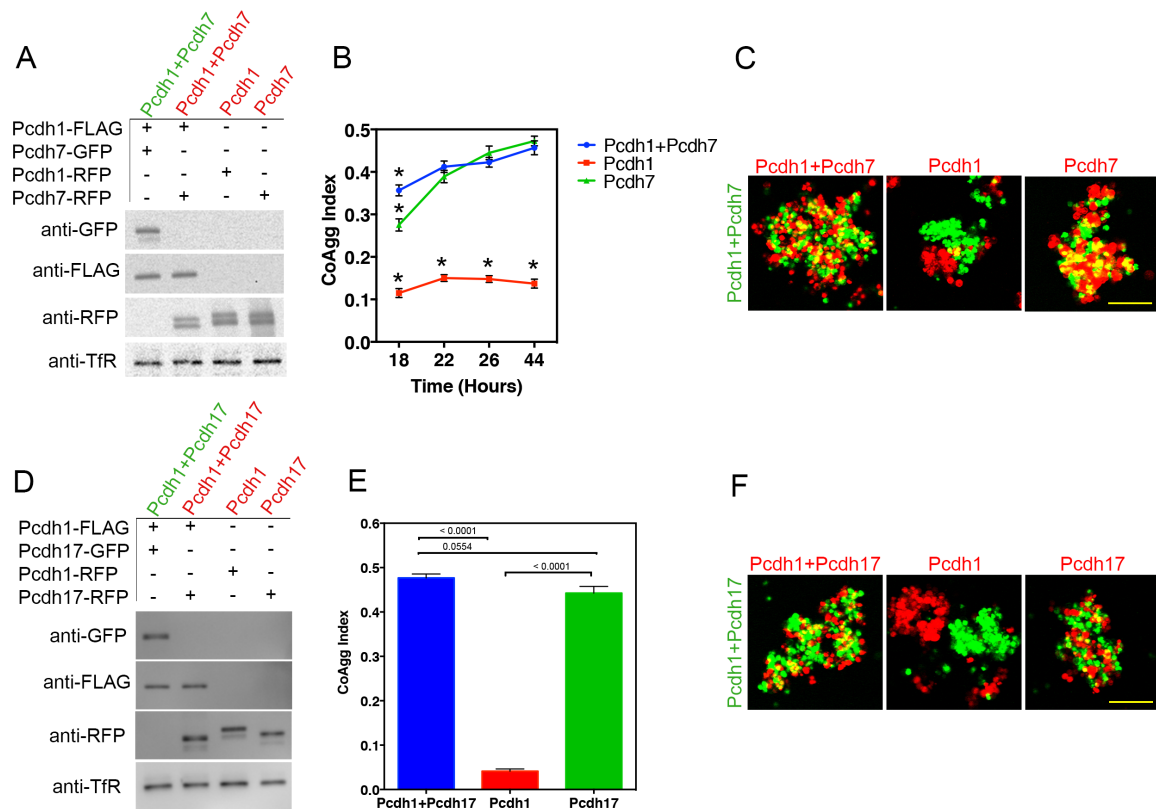 A
Pcdh1+Pcdh7
Pcdh1+Pcdh7
Pcdh1
Pcdh7
Pcdh1-FLAG + + - -
Pcdh7-GFP + - - -
Pcdh1-RFP - - + -
Pcdh7-RFP - + - +
anti-GFP
anti-FLAG
anti-RFP
anti-TfR
B
CoAgg Index
0.5
0.4
0.3
0.2
0.1
0.0
* * *
* * *
18 22 26 44
Time (Hours)
Pcdh1+Pcdh7
Pcdh1
Pcdh7
C
Pcdh1+Pcdh7 Pcdh1 Pcdh7
Pcdh1+Pcdh7
D
Pcdh1+Pcdh17
Pcdh1+Pcdh17
Pcdh1
Pcdh17
Pcdh1-FLAG + + - -
Pcdh17-GFP + - - -
Pcdh1-RFP - - + -
Pcdh17-RFP - + - +
anti-GFP
anti-FLAG
anti-RFP
anti-TfR
E
CoAgg Index
0.6
0.5
0.4
0.3
0.2
0.1
0.0
< 0.0001
0.0554
< 0.0001
Pcdh1+Pcdh17 Pcdh1 Pcdh17
F
Pcdh1+Pcdh17 Pcdh1 Pcdh17
Pcdh1+Pcdh17